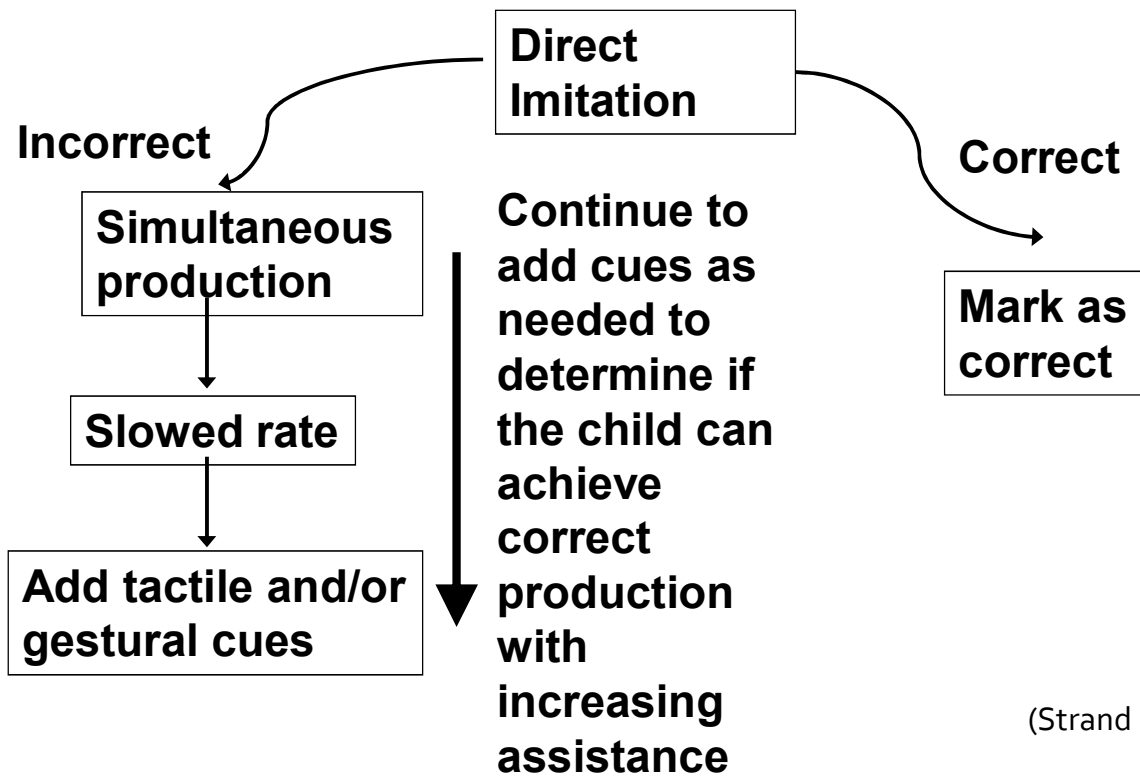 Direct
Imitation
Incorrect
Correct
Simultaneous
production
Slowed rate
Add tactile and/or
gestural cues
Continue to
add cues as
needed to
determine if
the child can
achieve
correct
production
with
increasing
assistance
Mark as
correct
(Strand